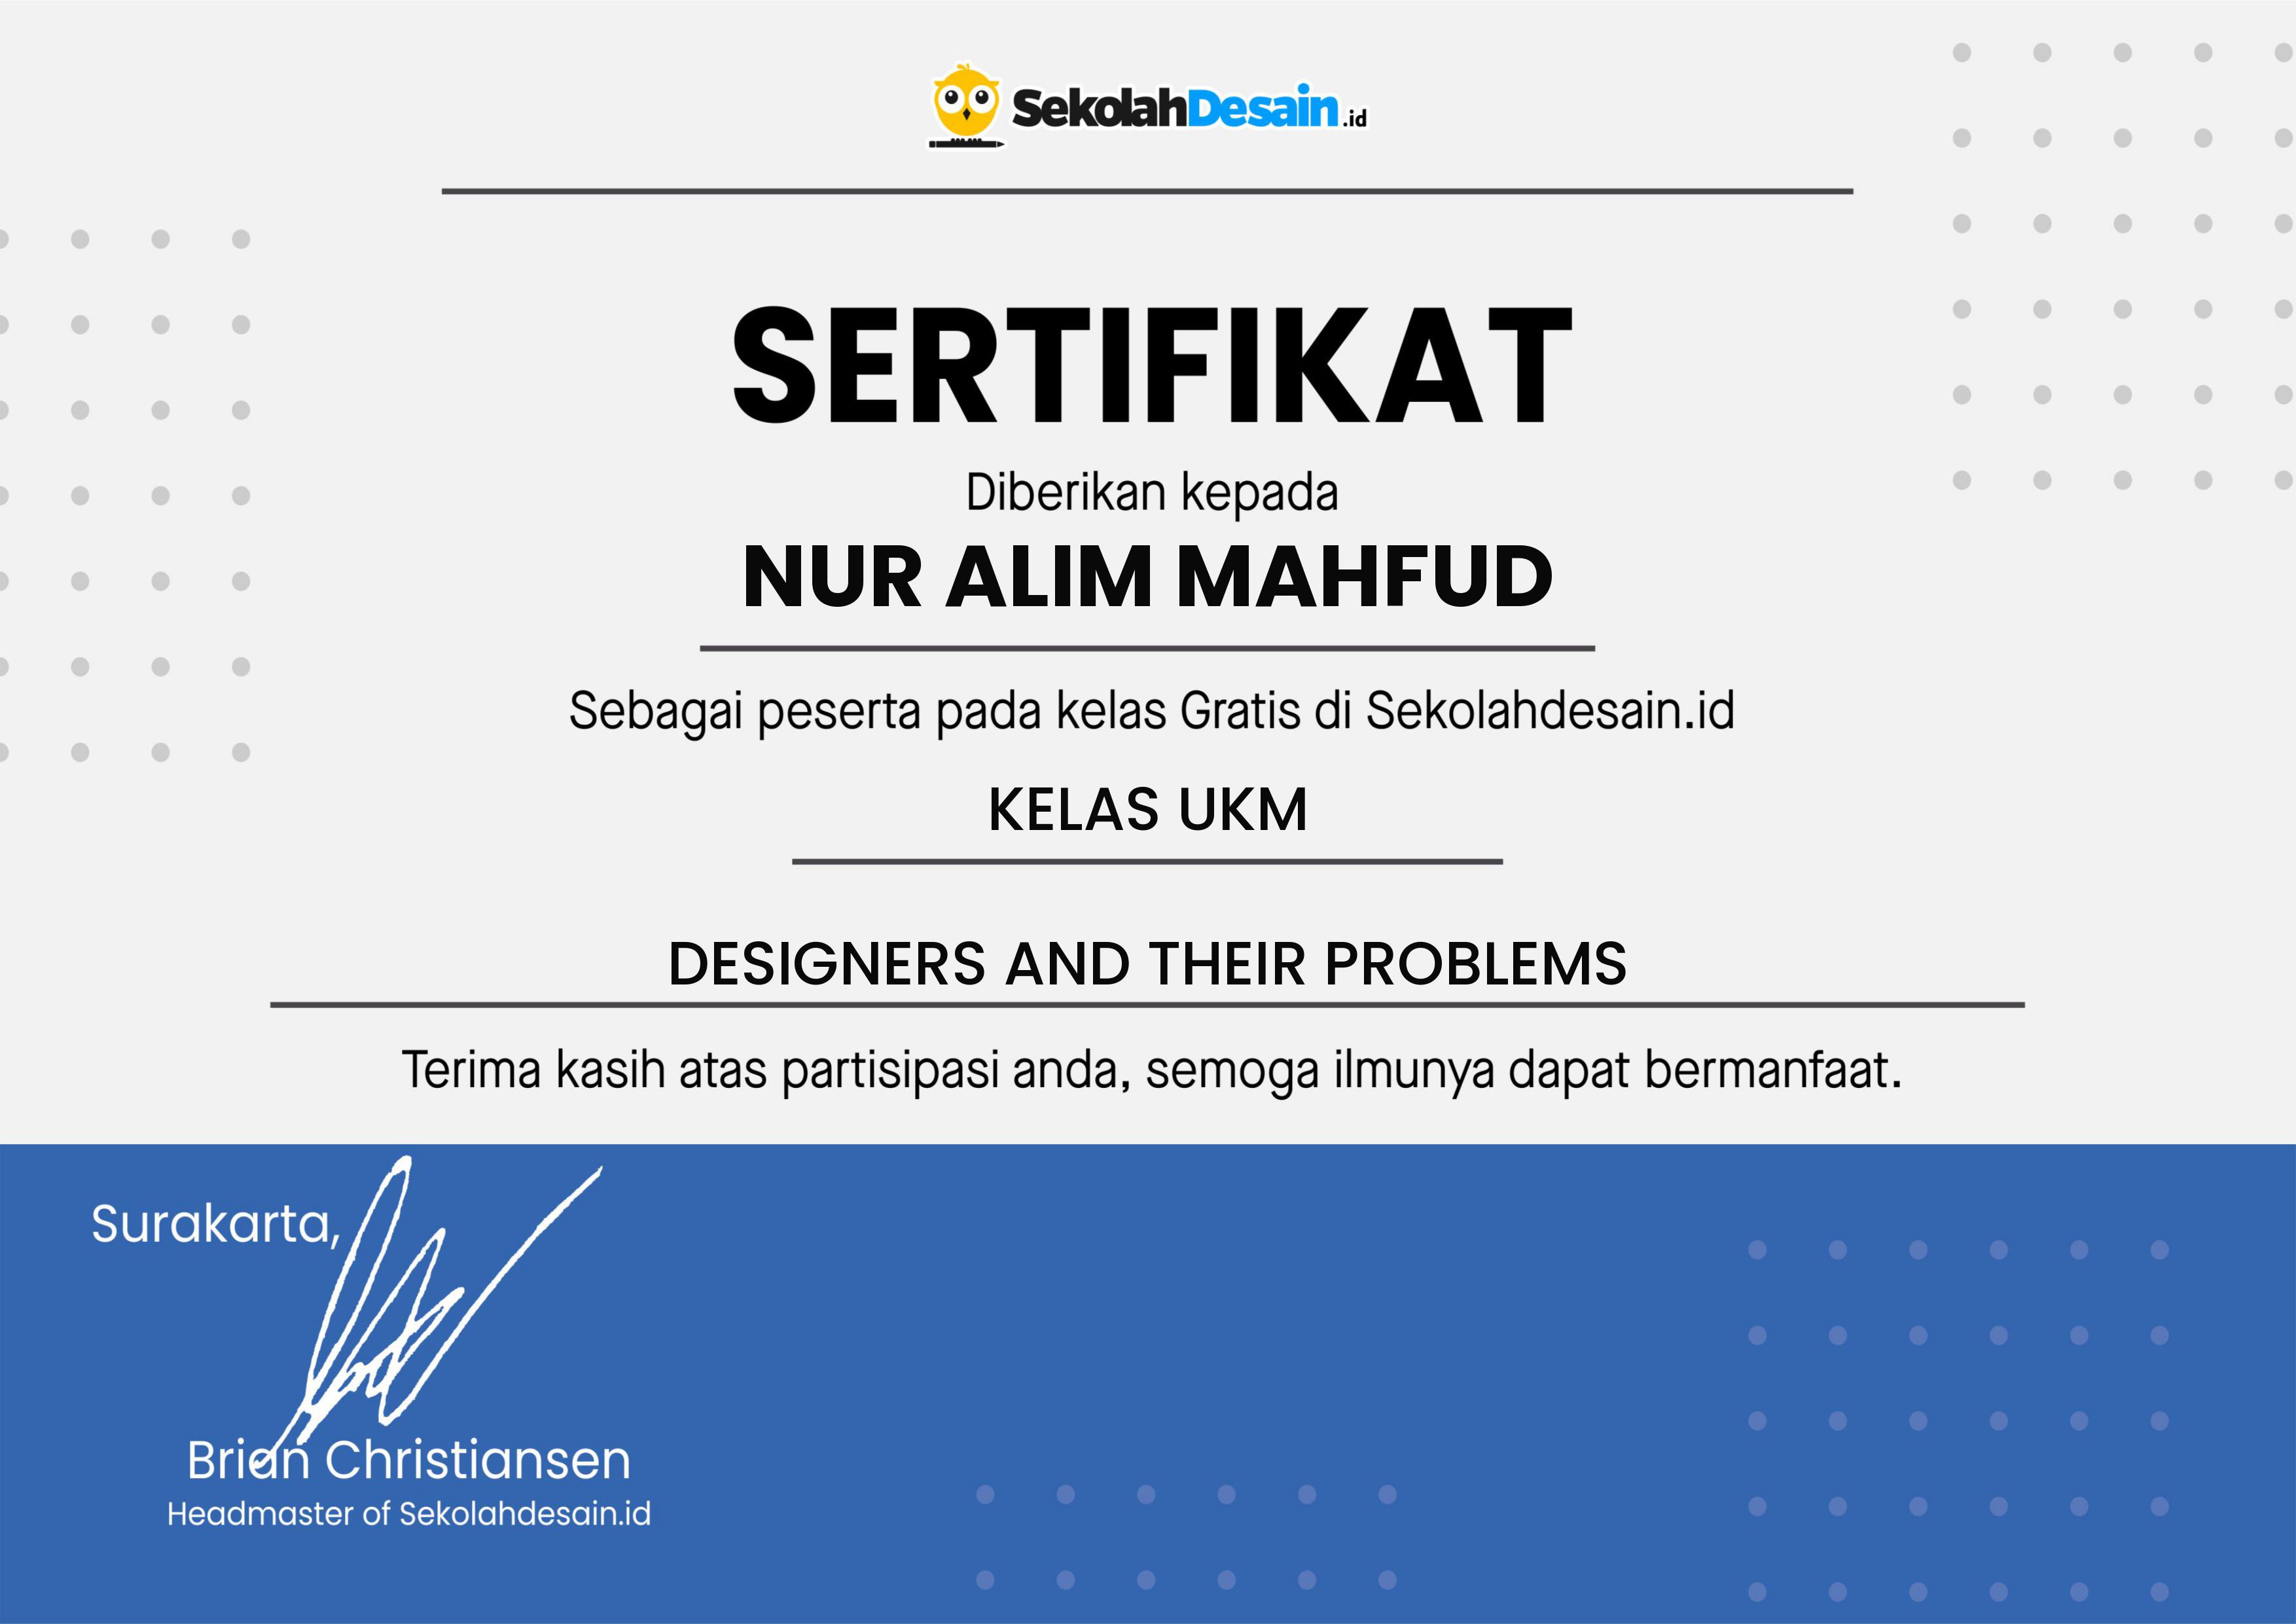 SekolahDesain.id
SERTIFIKAT
Diberikan kepada
NUR ALIM MAHFUD
Sebagai peserta pada kelas Gratis di Sekolahdesain.id
KELAS UKM
DESIGNERS AND THEIR PROBLEMS
Terima kasih atas partisipasi anda, semoga ilmunya dapat bermanfaat.
Surakarta,
Brian Christiansen
Headmaster of Sekolahdesain.id